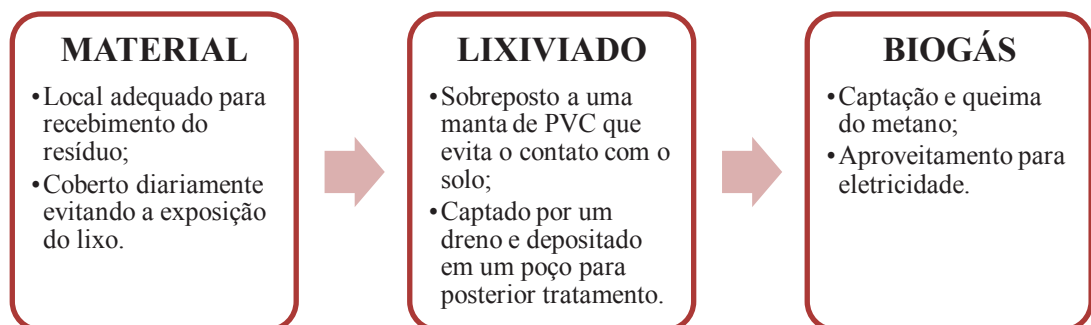 MATERIAL
•Local adequado para
recebimento do
resíduo;
•Coberto diariamente
evitando a exposição
do lixo.
LIXIVIADO
•Sobreposto a uma
manta de PVC que
evita o contato com o
solo;
•Captado por um
dreno e depositado
em um poço para
posterior tratamento.
BIOGÁS
•Captação e queima
do metano;
•Aproveitamento para
eletricidade.